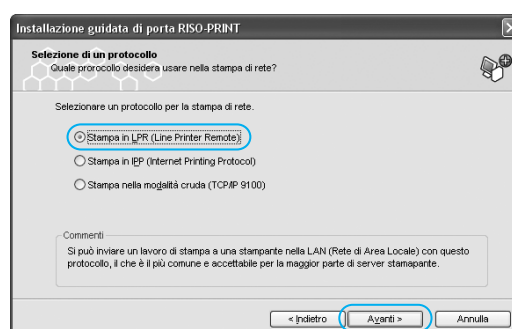 Installazione guidata di porta RISO-PRINT
Selezione di un protocollo
Quale prorocollo desidera usare nella stampa di rete?
Selezionare un protocollo per la stampa di rete.
Stampa in LPR (Line Printer Remote)
Stampa in IPP (Internet Printing Protocol)
Stampa nella modalità cruda (TCP/IP 9100)
Commenti
Si può inviare un lavoro di stampa a una stampante nella LAN (Rete di Area Locale) con questo
protocollo, il che è il più comune e accettabile per la maggior parte di server stamapante.
< Indietro Avanti > Annulla